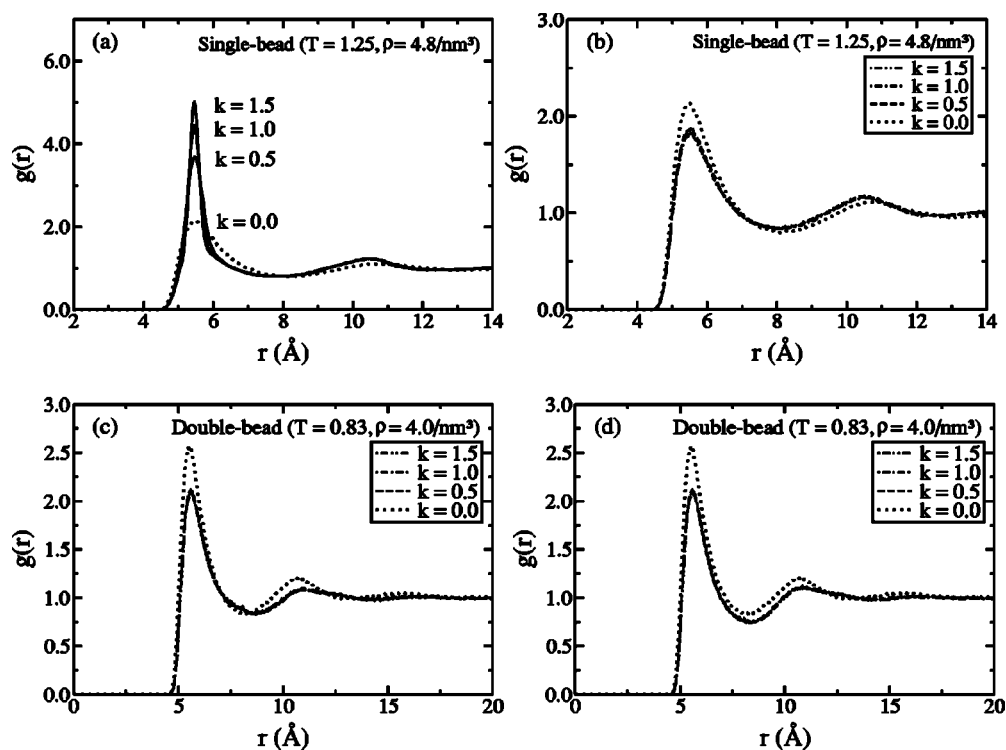 (a) Single-bead (T = 1.25, ρ= 4.8/nm³)
6.0
4.0
2.0
0.0
g(r)
k = 1.5
k = 1.0
k = 0.5
k = 0.0
2 4 6 8 10 12 14
r (Å)
(b) Single-bead (T = 1.25, ρ= 4.8/nm³)
3.0
2.0
1.0
0.0
g(r)
k = 1.5
k = 1.0
k = 0.5
k = 0.0
2 4 6 8 10 12 14
r (Å)
(c) Double-bead (T = 0.83, ρ= 4.0/nm³)
3.0
2.5
2.0
1.5
1.0
0.5
0.0
g(r)
k = 1.5
k = 1.0
k = 0.5
k = 0.0
0 5 10 15 20
r (Å)
(d) Double-bead (T = 0.83, ρ= 4.0/nm³)
3.0
2.5
2.0
1.5
1.0
0.5
0.0
g(r)
k = 1.5
k = 1.0
k = 0.5
k = 0.0
0 5 10 15 20
r (Å)